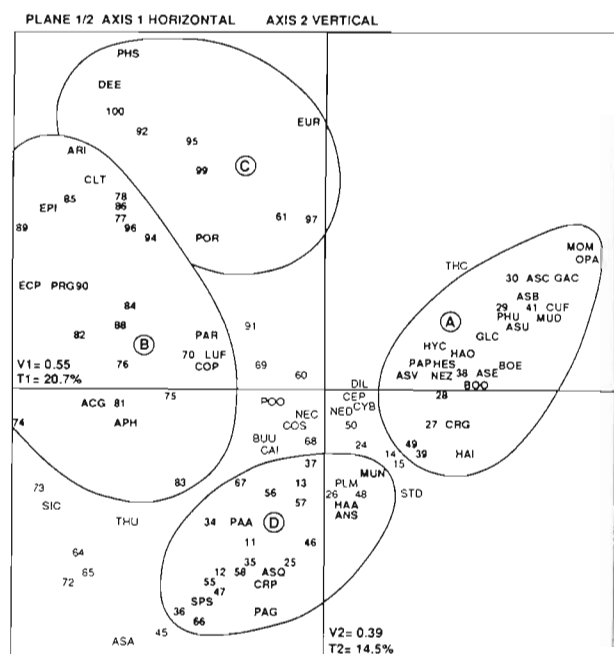 PLANE 1/2 AXIS 1 HORIZONTAL AXIS 2 VERTICAL
PHS
DEE
100
EUR
92
95
ARI
99
C
CLT
85
78
86
EPI
77
61
97
89
96
94
POR
MOM
OPA
THC
30 ASC GAC
ECP PRG90
ASB
84
29 41 CUF
PHU MUD
88
91
A
ASU
82
PAR
GLC
B
HYC
HAO
70 LUF
V1= 0.55
76
COP
69
PAP HES
BOE
T1= 20.7%
60
ASV NEZ 38 ASE
DIL
BOO
75
CEP
28
ACG 81
POO
CYB
NEC
NED
74
APH
COS
50
27 CRG
BUU
68
24
49
CAI
14
39
HAI
37
15
MUN
73
83
67
13
PLM
56
26 48
STD
SIC
57
HAA
THU
34 PAA
D
ANS
11
46
64
35
25
65
12 58 ASQ
72
55
CRP
47
SPS
36
PAG
66
45
V2= 0.39
ASA
T2= 14.5%